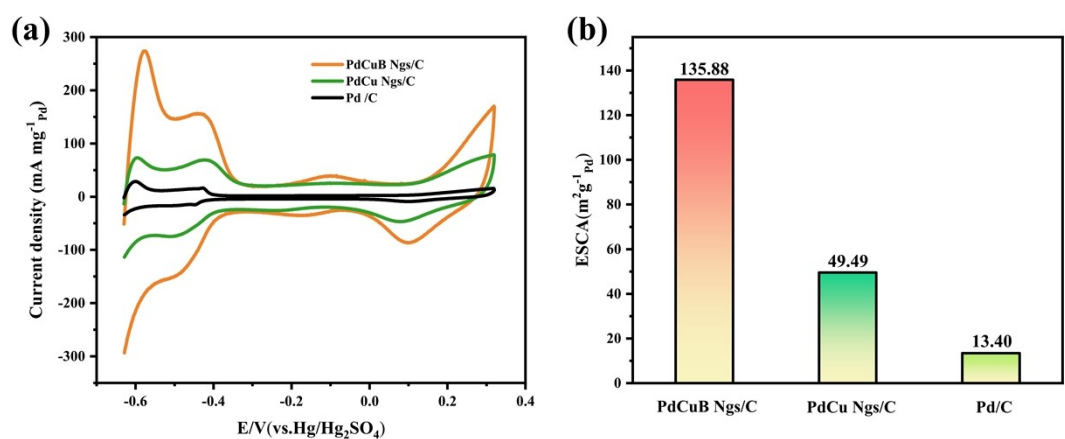 (a)
300
200
100
0
-100
-200
-300
Current density (mA mg⁻¹Pd)
PdCuB Ngs/C
PdCu Ngs/C
Pd /C
-0.6
-0.4
-0.2
0.0
0.2
0.4
E/V(vs.Hg/Hg₂SO₄)
(b)
140
120
100
80
60
40
20
0
ESCA(m²g⁻¹Pd)
135.88
49.49
13.40
PdCuB Ngs/C
PdCu Ngs/C
Pd/C